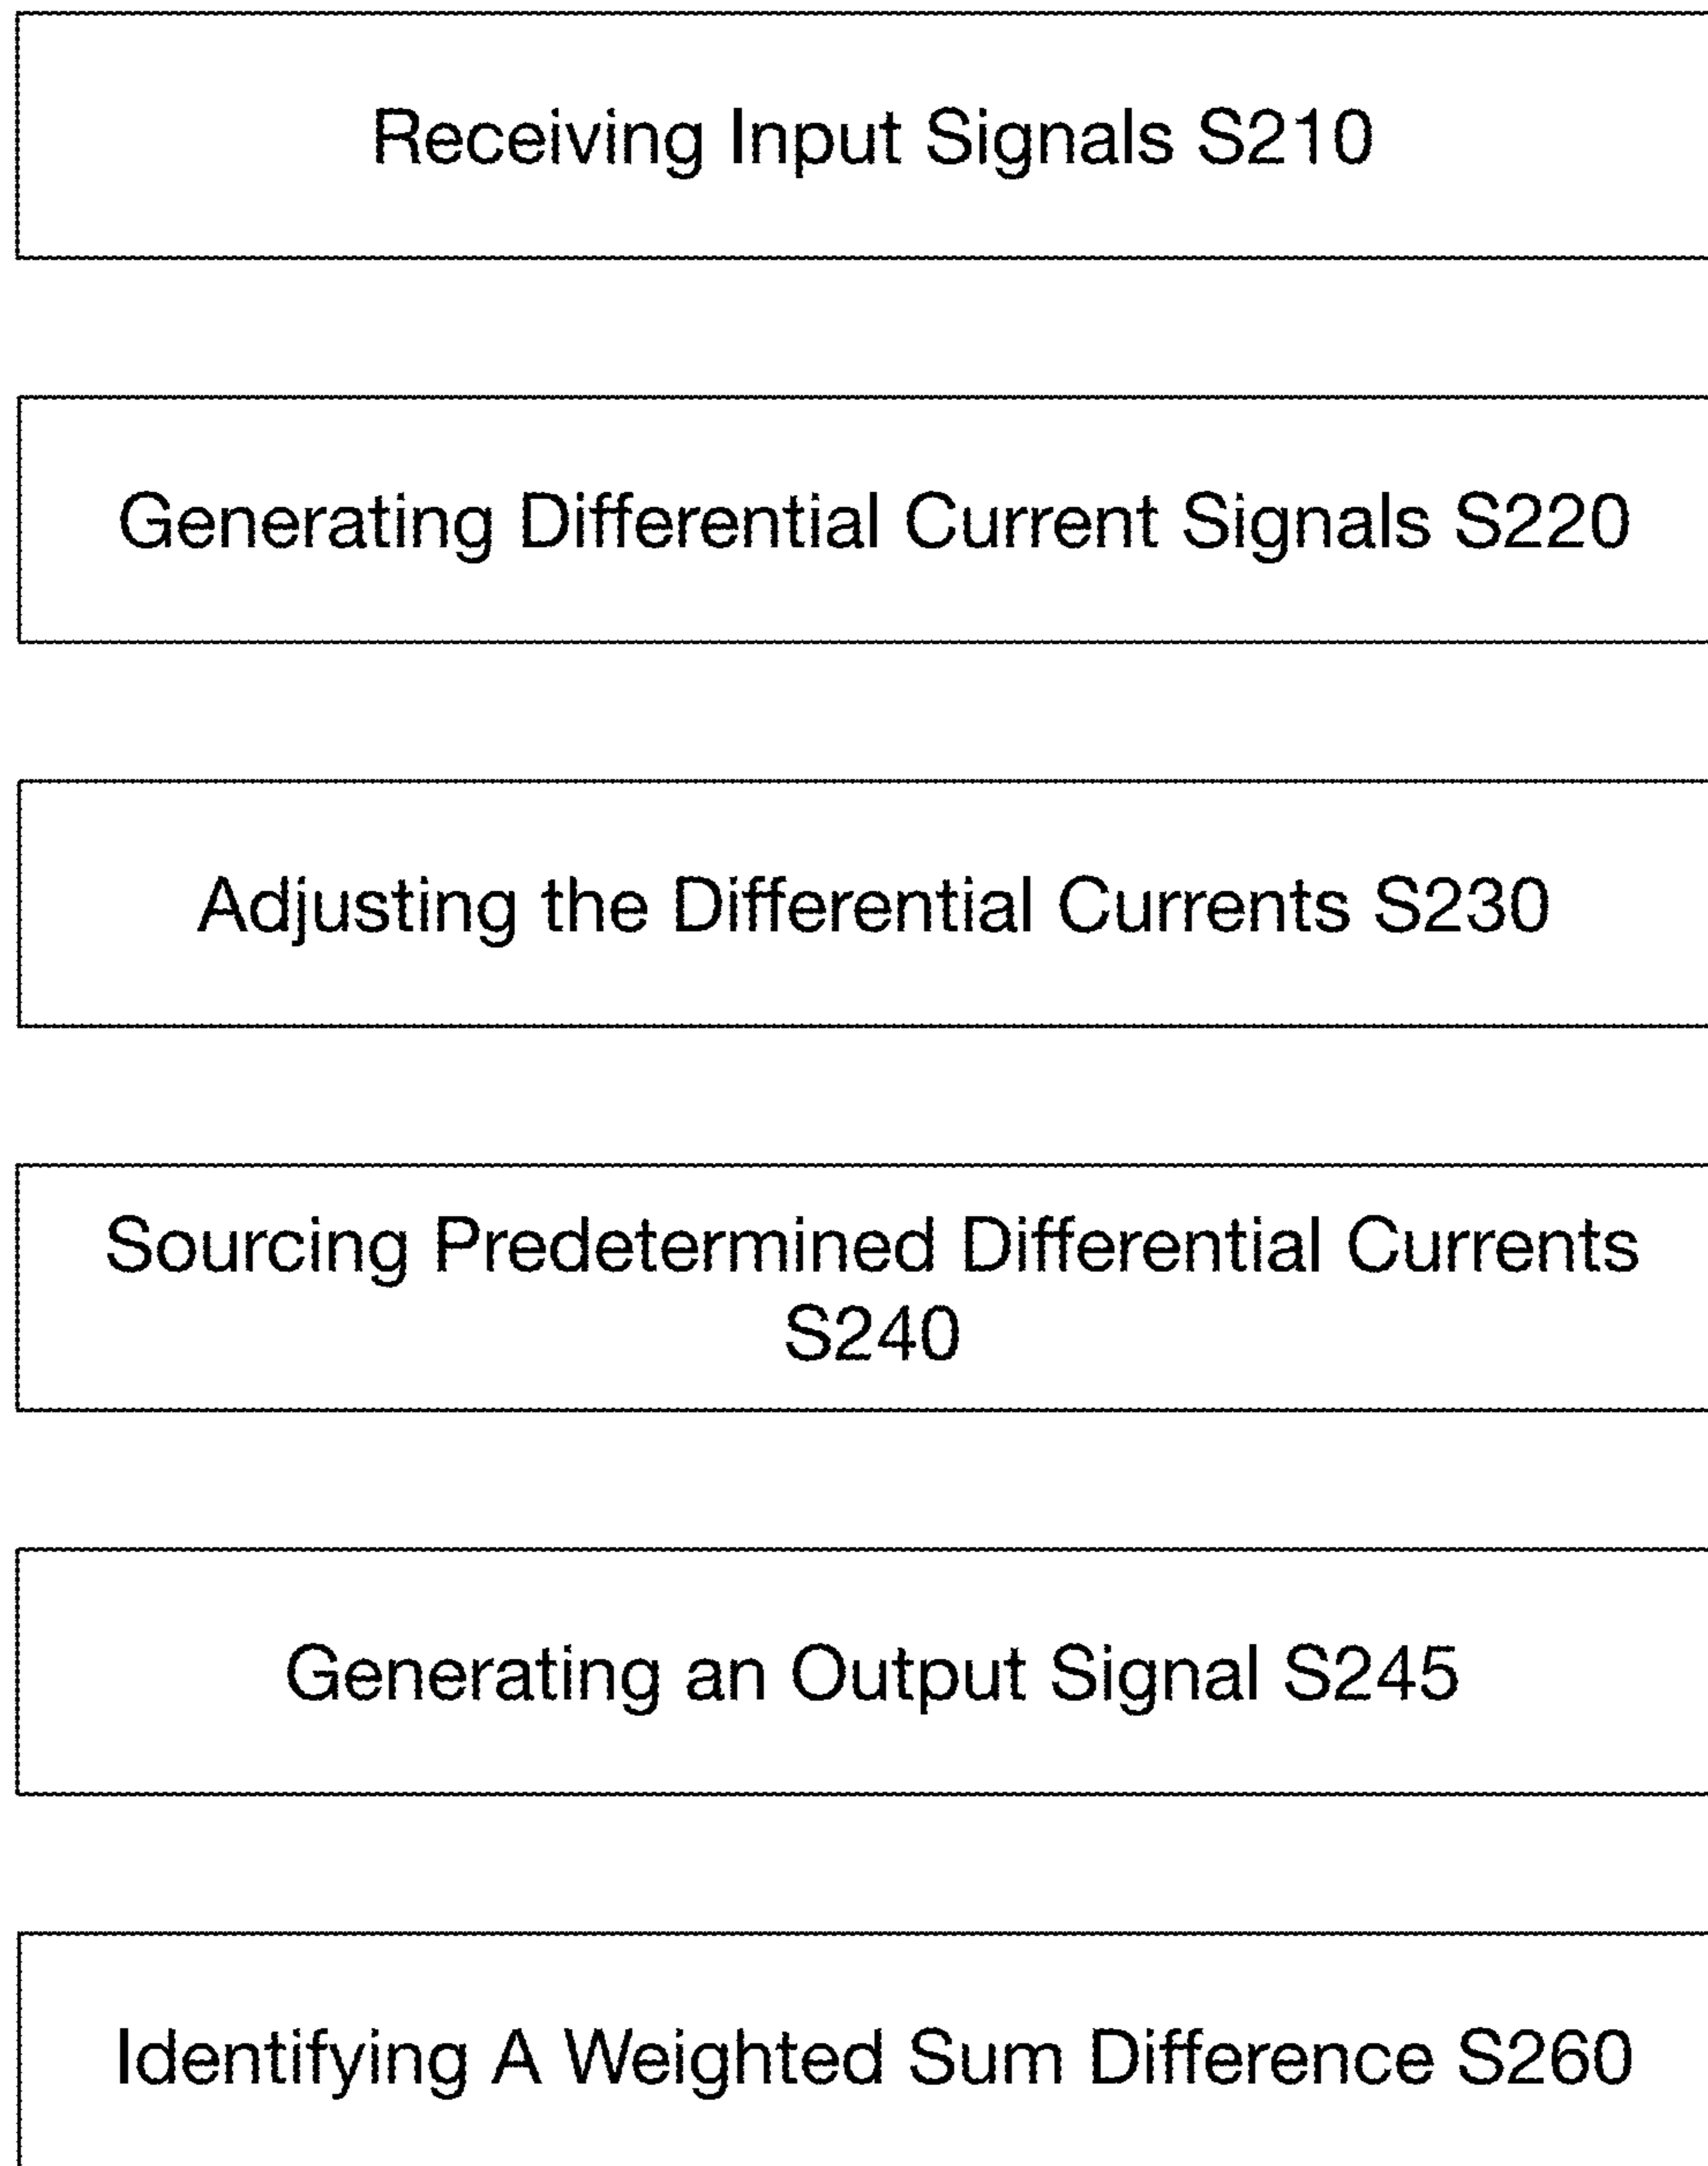 Receiving Input Signals S210
Generating Differential Current Signals S220
Adjusting the Differential Currents S230
Sourcing Predetermined Differential Currents
S240
Generating an Output Signal S245
Identifying A Weighted Sum Difference S260